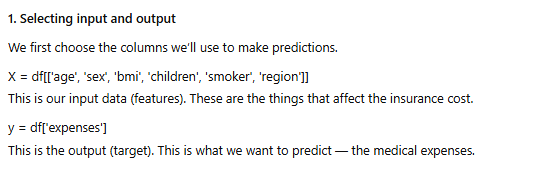 1. Selecting input and output
We first choose the columns we'll use to make predictions.
X = df[['age', 'sex', 'bmi', 'children', 'smoker', 'region']]
This is our input data (features). These are the things that affect the insurance cost.
y = df['expenses']
This is the output (target). This is what we want to predict — the medical expenses.